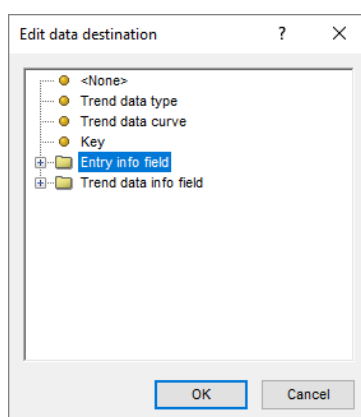 Edit data destination ?
<None>
Trend data type
Trend data curve
Key
Entry info field
Trend data info field
OK Cancel